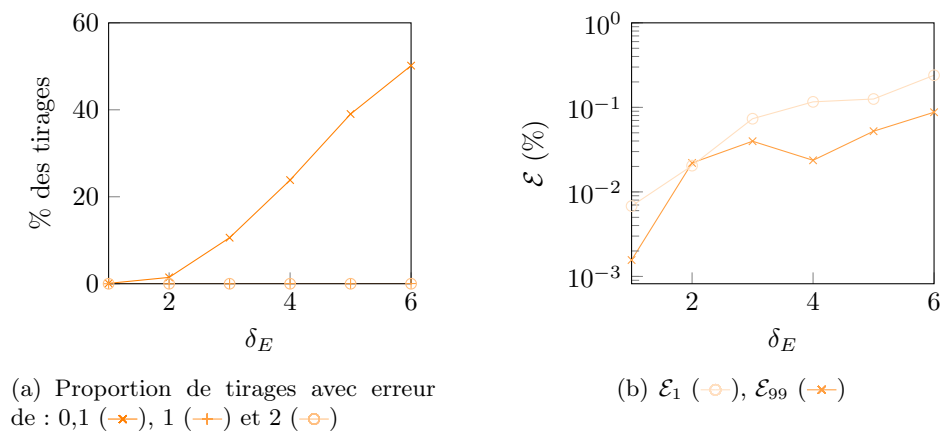 60
40
20
0
% des tirages
2
4
6
δ_E
(a) Proportion de tirages avec erreur
de : 0,1 (), 1 () et 2 ()
10^0
10^−1
10^−2
10^−3
ℰ (%)
2
4
6
δ_E
(b) ℰ_1 (), ℰ_99 ()